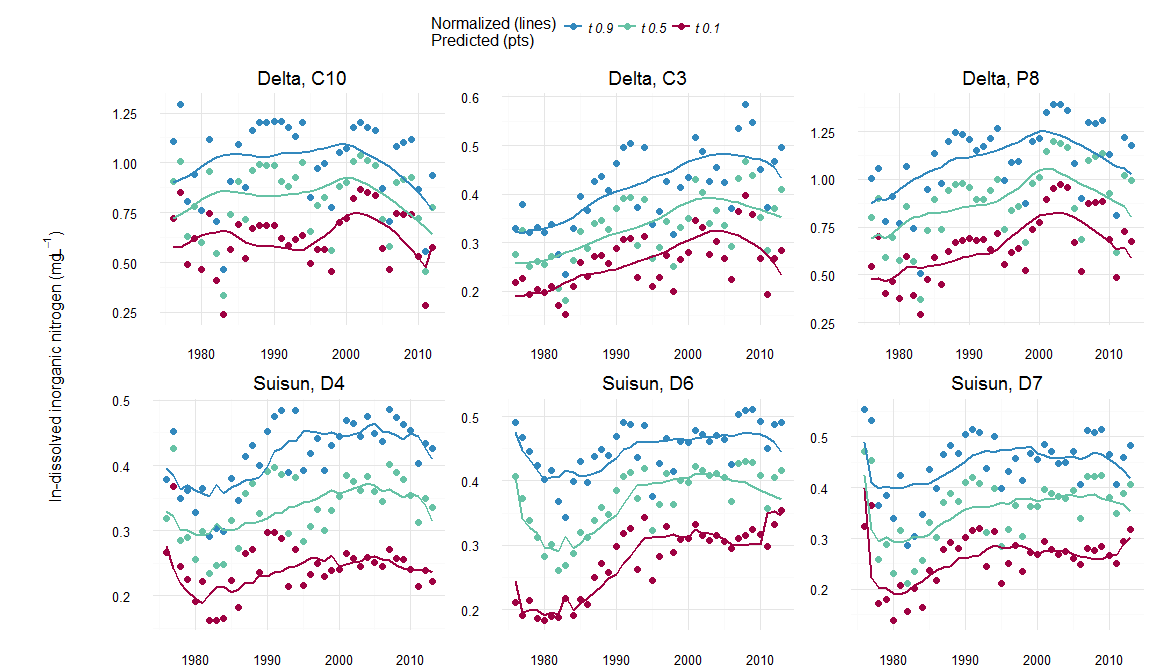 Normalized (lines)
Predicted (pts)
t 0.9 t 0.5 t 0.1
Delta, C10 Delta, C3 Delta, P8
1.25
1.00
0.75
0.50
0.25
1980 1990 2000 2010
0.6
0.5
0.4
0.3
0.2
1980 1990 2000 2010
1.25
1.00
0.75
0.50
0.25
1980 1990 2000 2010
ln-dissolved inorganic nitrogen (mg L⁻¹)
Suisun, D4 Suisun, D6 Suisun, D7
0.5
0.4
0.3
0.2
1980 1990 2000 2010
0.5
0.4
0.3
0.2
1980 1990 2000 2010
0.5
0.4
0.3
0.2
1980 1990 2000 2010